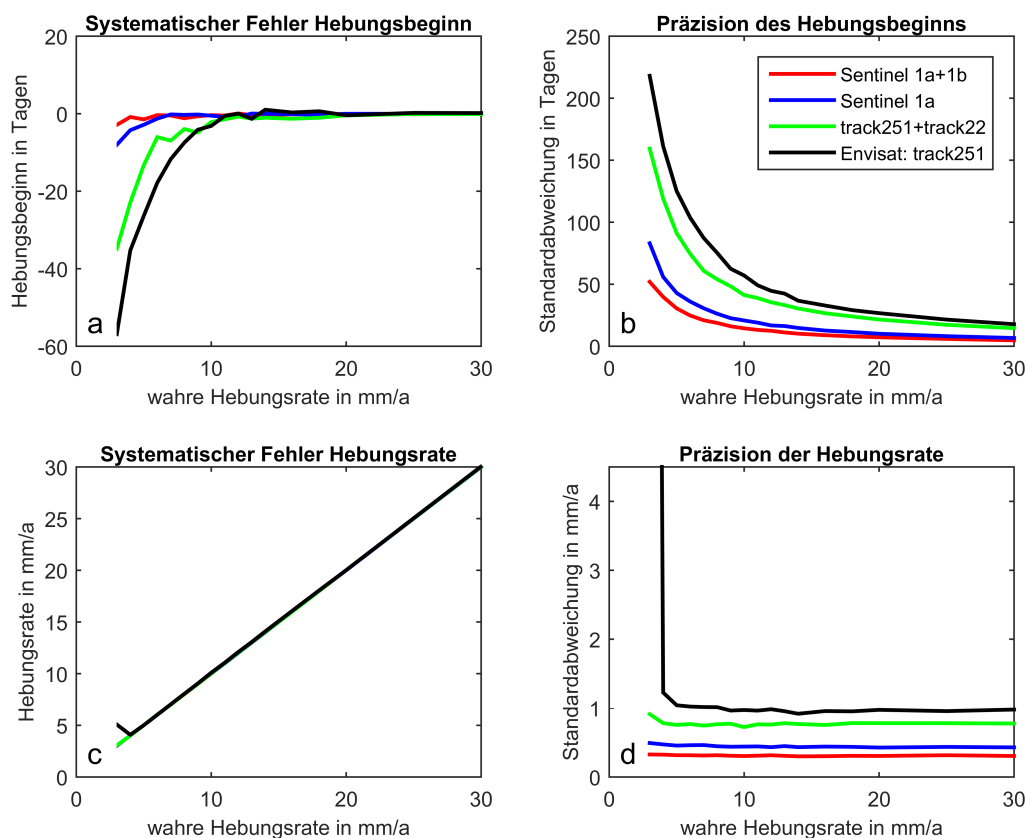 Systematischer Fehler Hebungsbeginn
20
0
-20
-40
-60
Hebungsbeginn in Tagen
a
0
10
20
30
wahre Hebungsrate in mm/a
Präzision des Hebungsbeginns
250
200
150
100
50
0
Standardabweichung in Tagen
Sentinel 1a+1b
Sentinel 1a
track251+track22
Envisat: track251
b
0
10
20
30
wahre Hebungsrate in mm/a
Systematischer Fehler Hebungsrate
30
25
20
15
10
5
0
Hebungsrate in mm/a
c
0
10
20
30
wahre Hebungsrate in mm/a
Präzision der Hebungsrate
4
3
2
1
0
Standardabweichung in mm/a
d
0
10
20
30
wahre Hebungsrate in mm/a